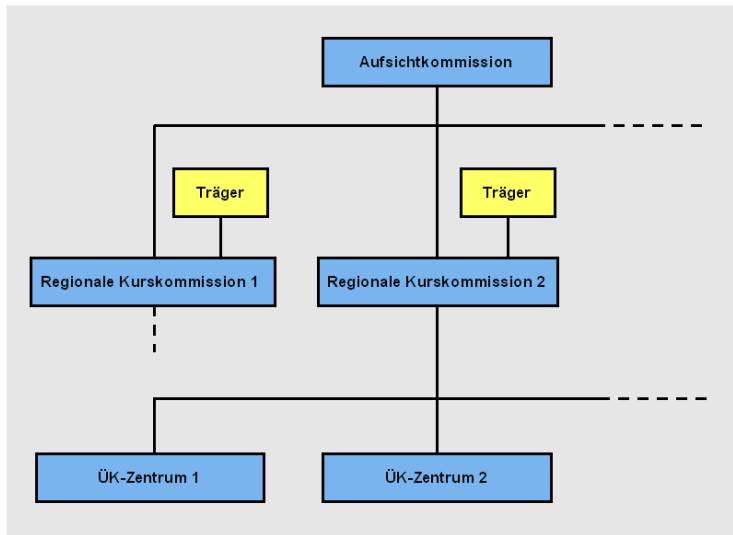 Aufsichtkommission
Träger
Träger
Regionale Kurskommission 1
Regionale Kurskommission 2
ÜK-Zentrum 1
ÜK-Zentrum 2